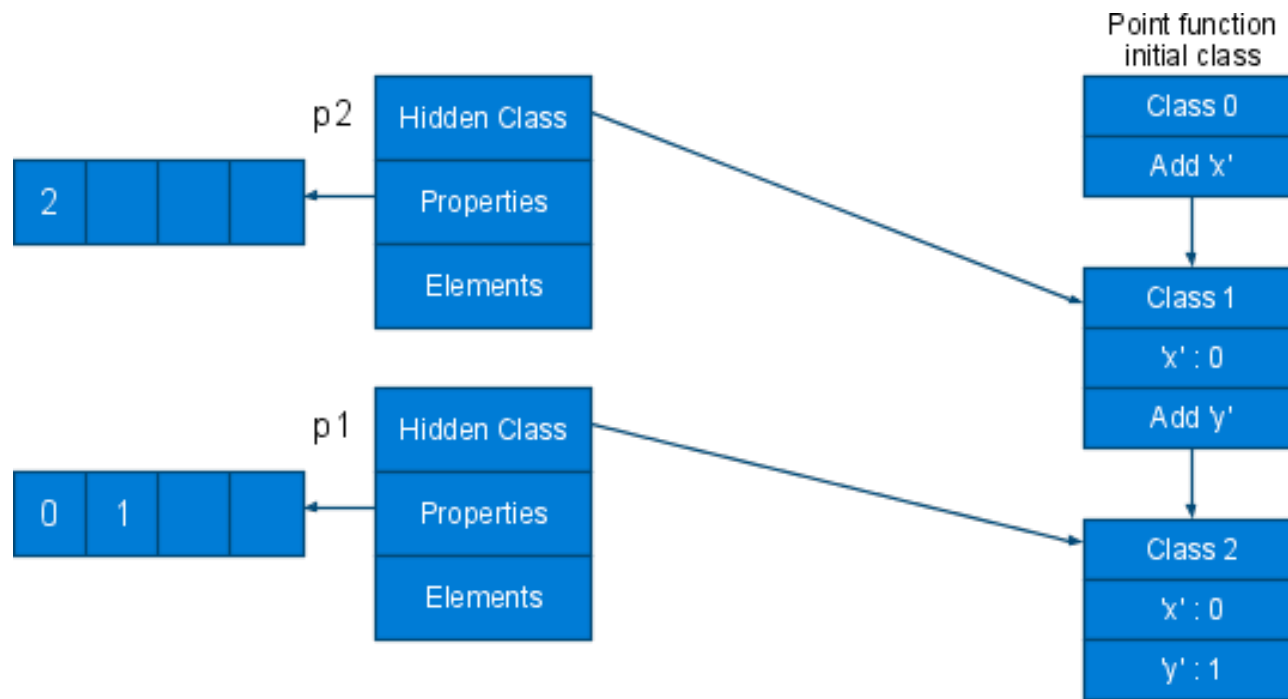 Point function
initial class
p2
Hidden Class
Properties
Elements
2
p1
Hidden Class
Properties
Elements
0 1
Class 0
Add 'x'
Class 1
'x' : 0
Add 'y'
Class 2
'x' : 0
'y' : 1